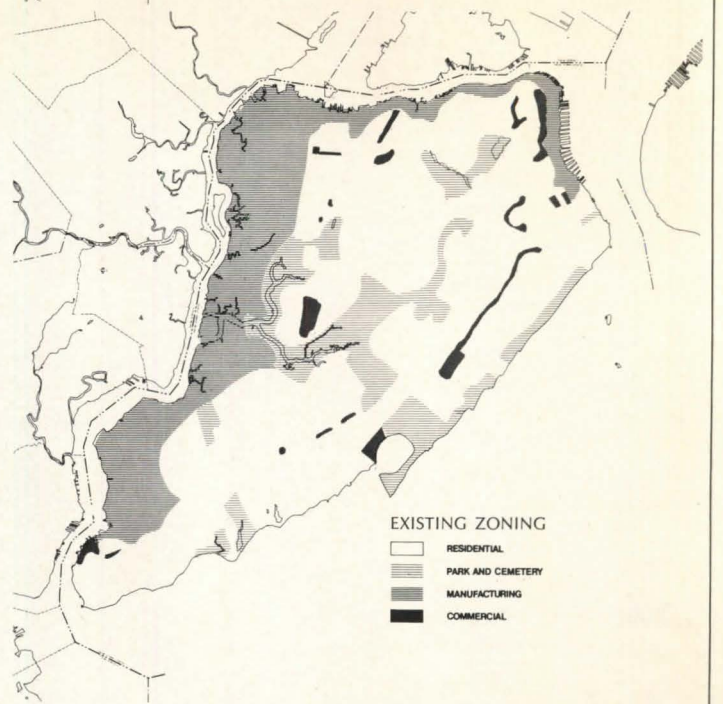 EXISTING ZONING
RESIDENTIAL
PARK AND CEMETERY
MANUFACTURING
COMMERCIAL